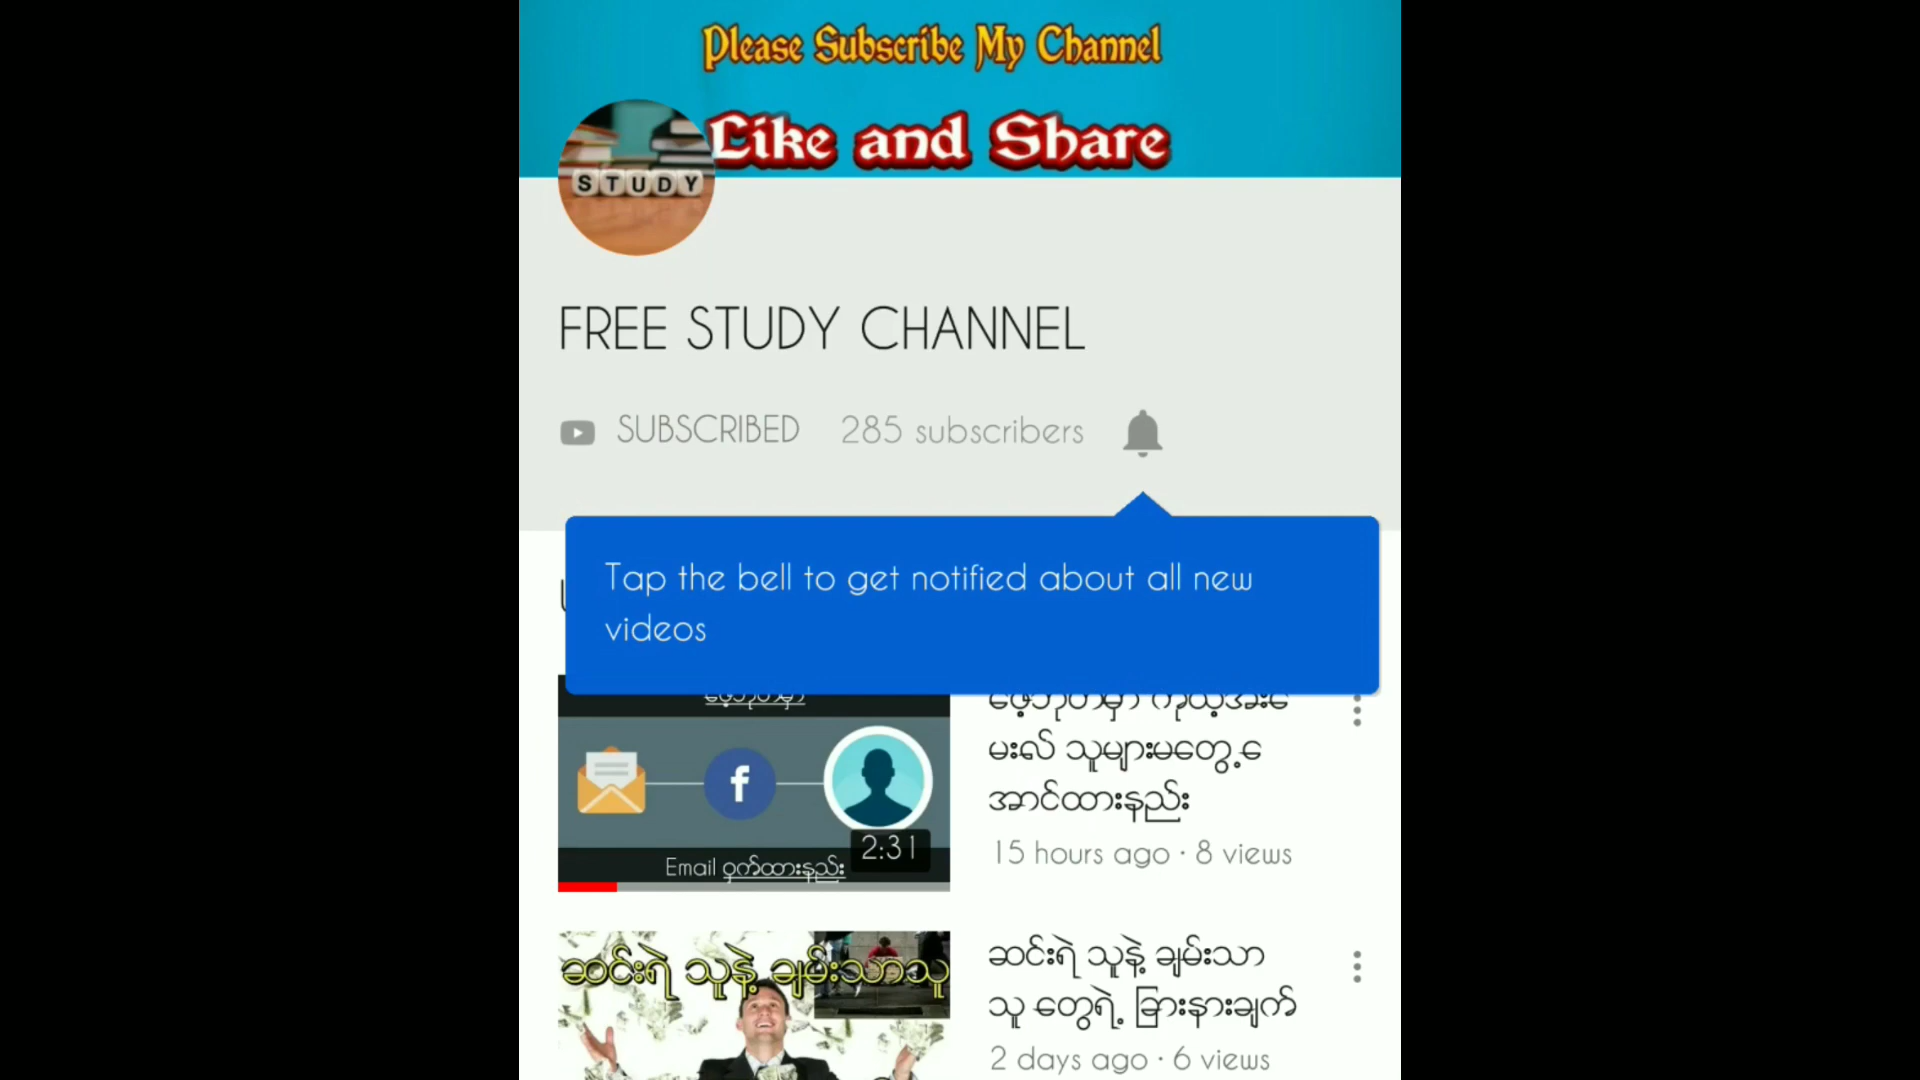 Please Subscribe My Channel
Like and Share
STUDY
FREE STUDY CHANNEL
SUBSCRIBED 285 subscribers
Tap the bell to get notified about all new
videos
မေးလ် သူများမတွေ့အေ
အာင်ထားနည်း
15 hours ago · 8 views
f
2:31
Email ဝှက်ထားနည်း
ဆင်းရဲ သူနဲ့ ချမ်းသာသူ
ဆင်းရဲ သူနဲ့ ချမ်းသာ
သူ တွေရဲ့ ခြားနားချက်
2 days ago · 6 views